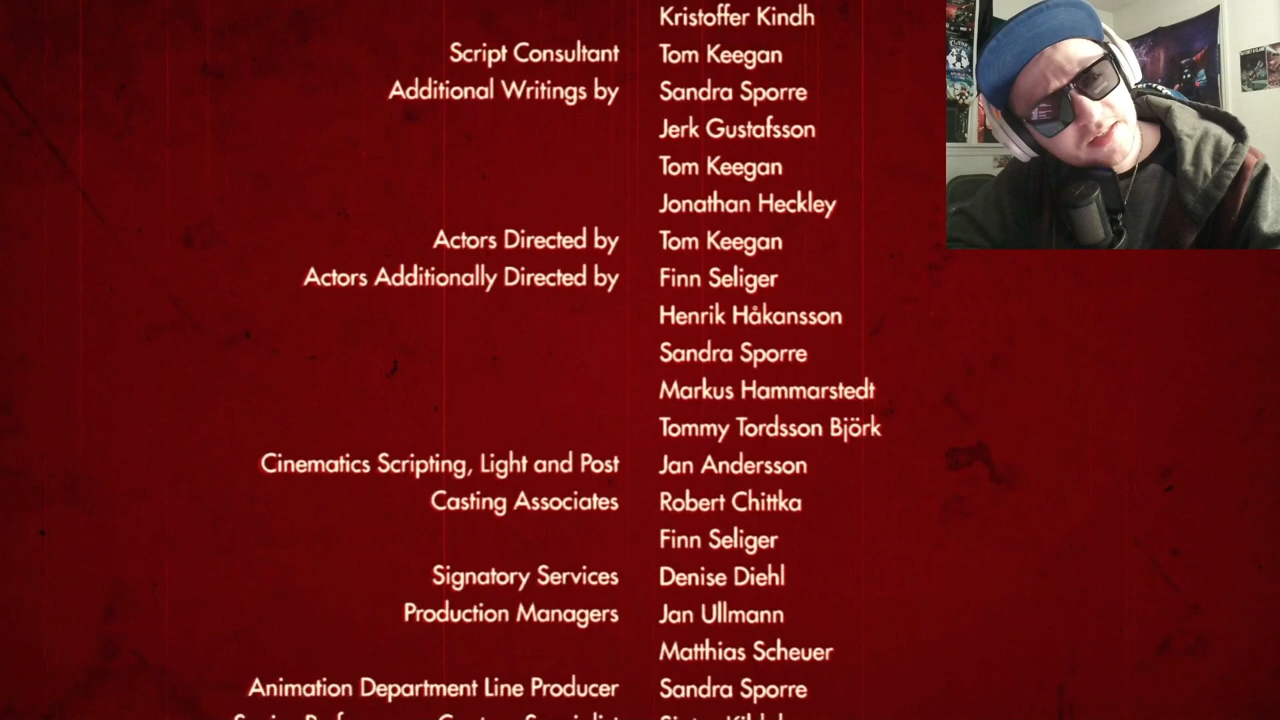 Kristoffer Kindh
Script Consultant Tom Keegan
Additional Writings by Sandra Sporre
Jerk Gustafsson
Tom Keegan
Jonathan Heckley
Actors Directed by Tom Keegan
Actors Additionally Directed by Finn Seliger
Henrik Håkansson
Sandra Sporre
Markus Hammarstedt
Tommy Tordsson Björk
Cinematics Scripting, Light and Post Jan Andersson
Casting Associates Robert Chittka
Finn Seliger
Signatory Services Denise Diehl
Production Managers Jan Ullmann
Matthias Scheuer
Animation Department Line Producer Sandra Sporre